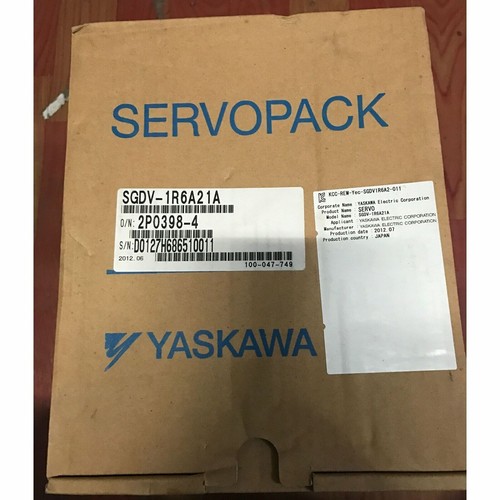 SERVOPACK
SGDV-1R6A21A
O/N: 2P0398-4
S/N: D0127H686510011
2012.06
100-047-749
KCC-REM-Yec-SGDV1R6A2-011
Corporate Name : YASKAWA Electric Corporation
Product Name : SERVO
Model Name : SGDV-1R6A21A
Applicant : YASKAWA ELECTRIC CORPORATION
Manufacturer : YASKAWA ELECTRIC CORPORATION
Production date : 2012.07
Production country : JAPAN
YASKAWA